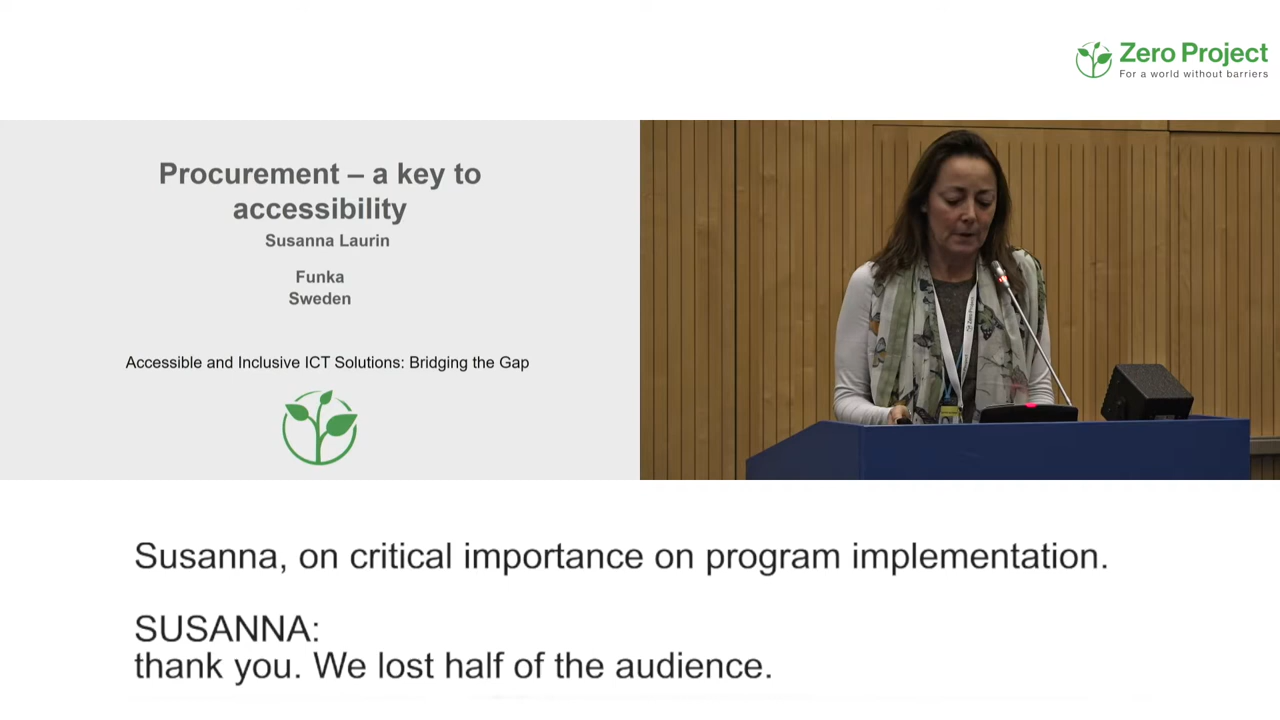 Zero Project
For a world without barriers
Procurement – a key to
accessibility
Susanna Laurin
Funka
Sweden
Accessible and Inclusive ICT Solutions: Bridging the Gap
Susanna, on critical importance on program implementation.
SUSANNA:
thank you. We lost half of the audience.